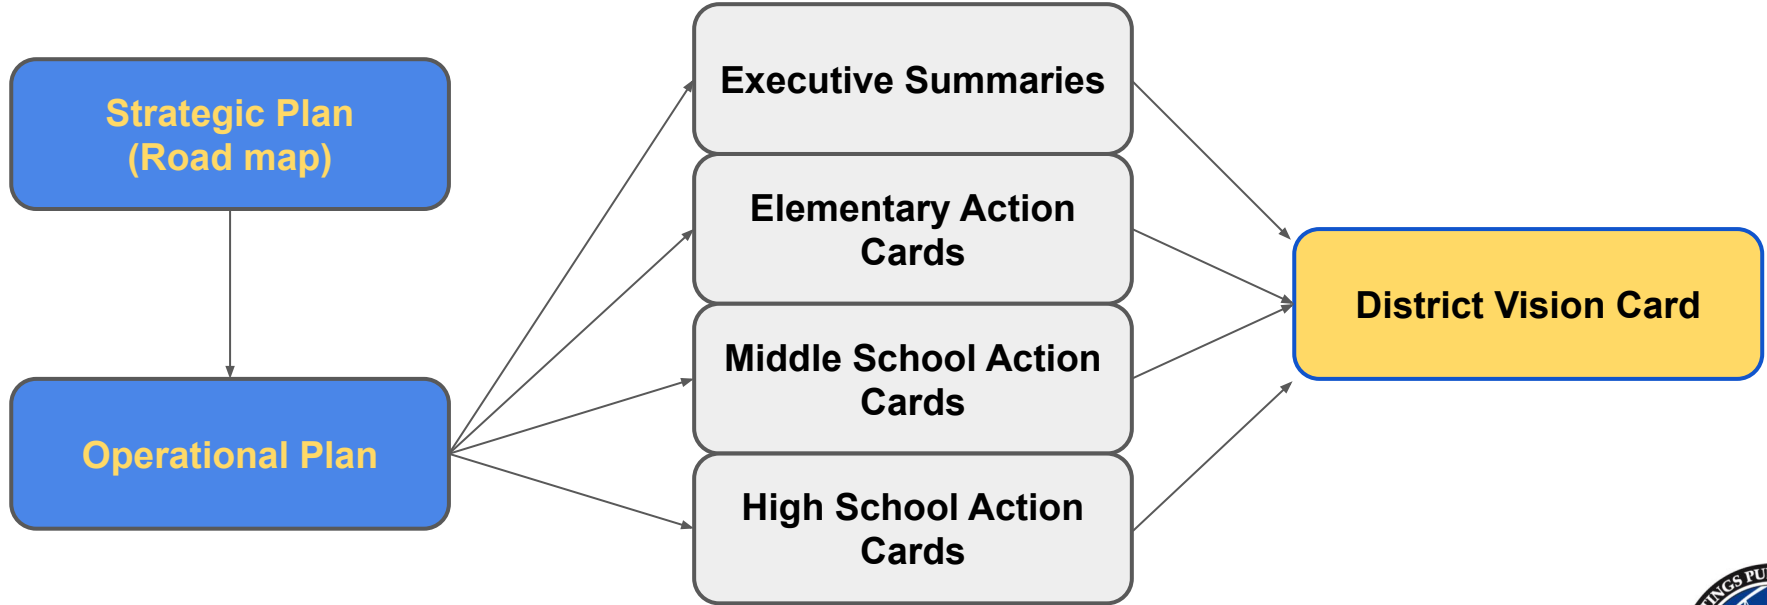 Strategic Plan
(Road map)
Operational Plan
Executive Summaries
Elementary Action
Cards
Middle School Action
Cards
High School Action
Cards
District Vision Card